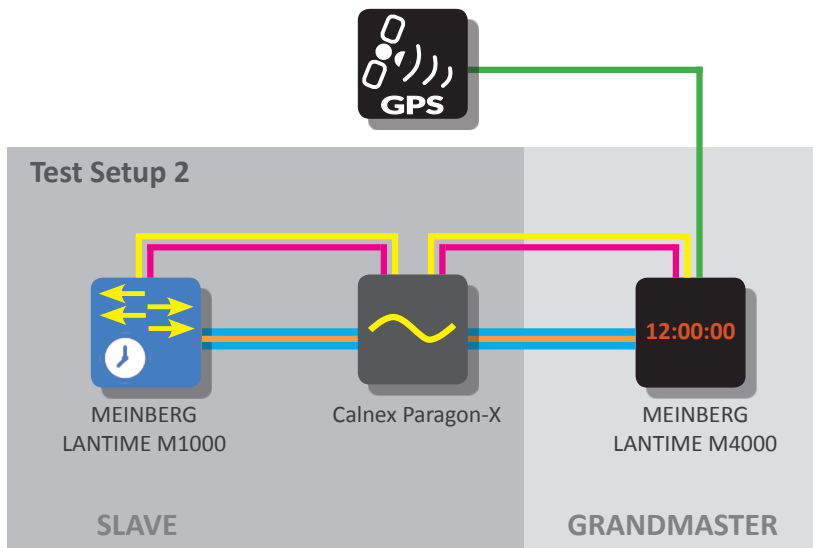 GPS
Test Setup 2
12:00:00
MEINBERG
LANTIME M1000
Calnex Paragon-X
MEINBERG
LANTIME M4000
SLAVE
GRANDMASTER